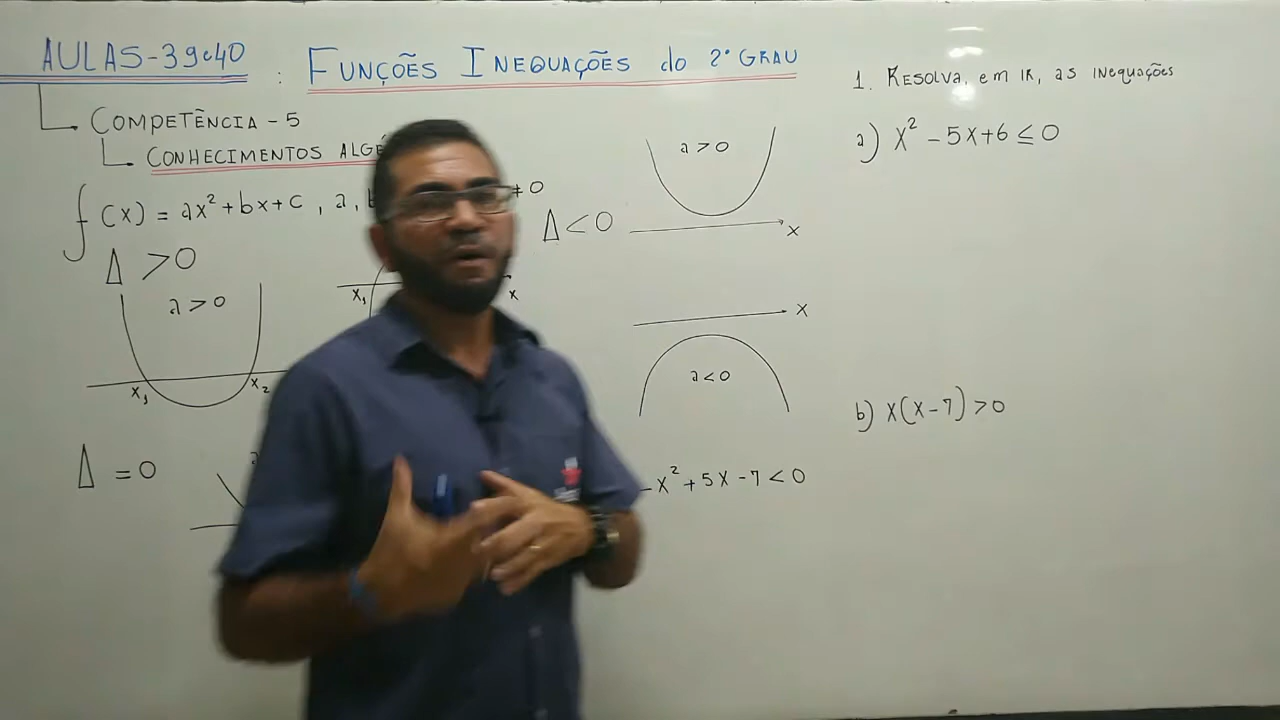 AULAS-39e40 : FUNÇÕES INEQUAÇÕES do 2° GRAU
COMPETÊNCIA - 5
CONHECIMENTOS
f(x) = ax²+bx+c , a,
≠0
Δ >0
a > 0
x₁
x₂
x₁
x
Δ = 0
Δ<0
a > 0
x
x
a < 0
-x²+5x-7<0
1. RESOLVA, em IR, as inequações
a) x² - 5x+6 ≤ 0
b) x(x-7)>0